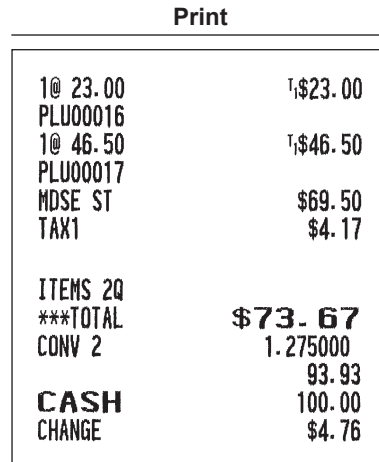 Print
1@ 23.00 T1$23.00
PLU00016
1@ 46.50 T1$46.50
PLU00017
MDSE ST $69.50
TAX1 $4.17
ITEMS 2Q
***TOTAL $73.67
CONV 2 1.275000
93.93
CASH 100.00
CHANGE $4.76